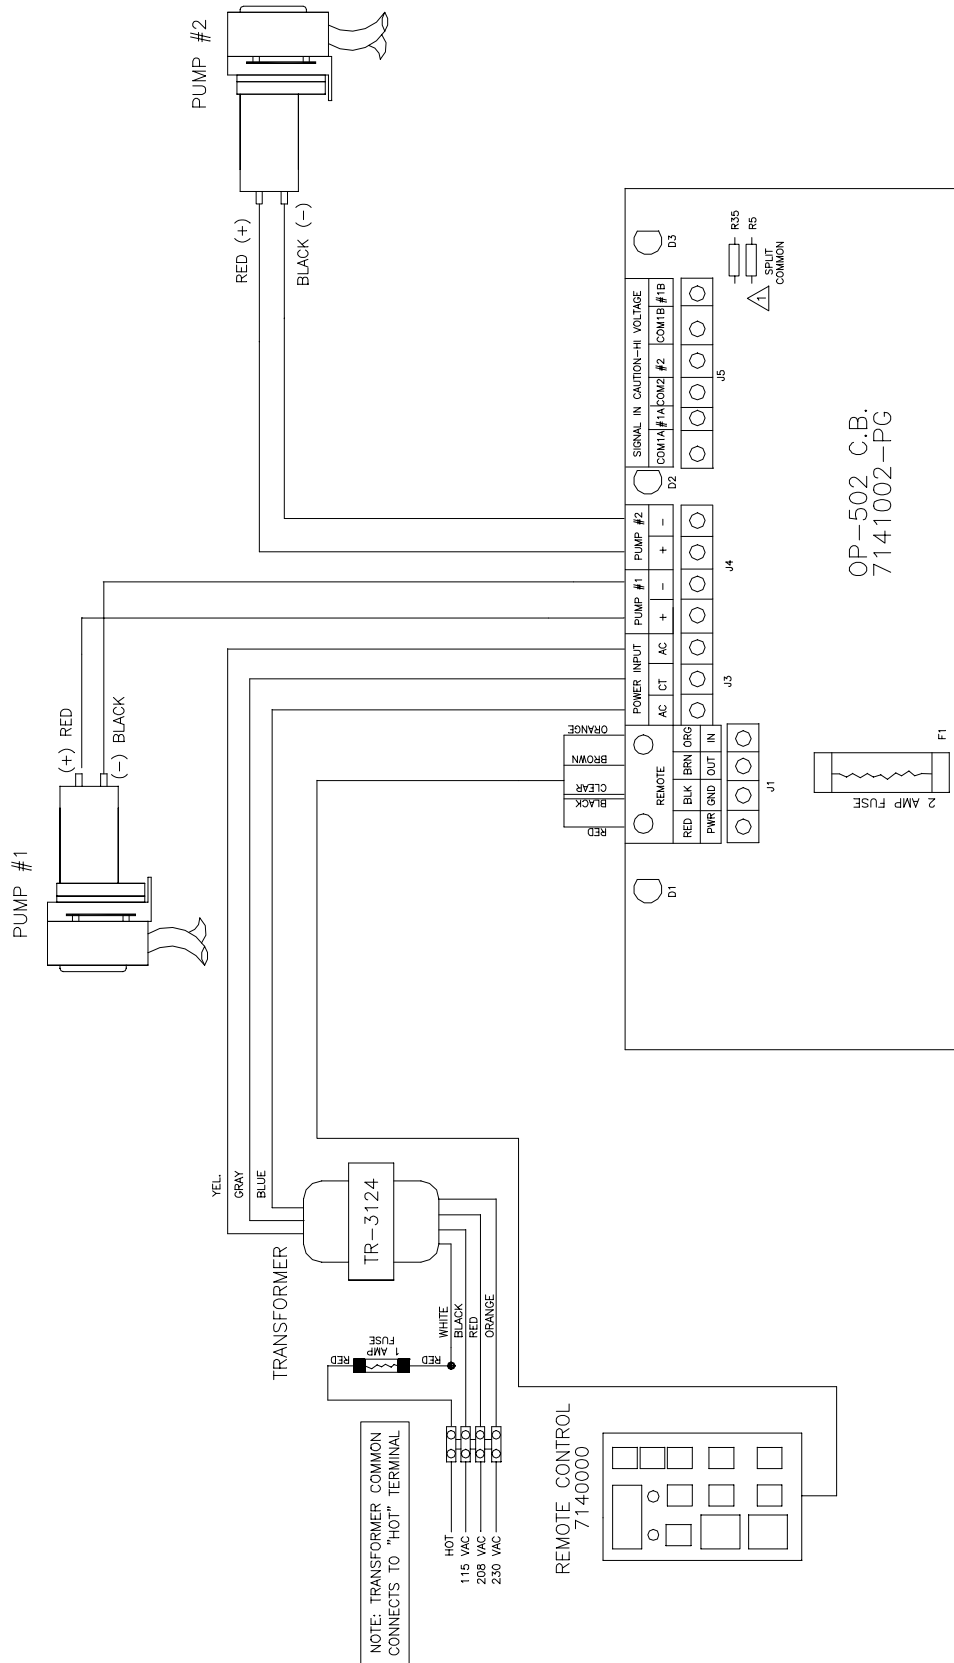 PUMP #2
RED (+)
BLACK (-)
PUMP #1
(+) RED
(-) BLACK
YEL.
GRAY
BLUE
TRANSFORMER
TR-3124
RED
1 AMP
FUSE
RED
WHITE
BLACK
RED
ORANGE
NOTE: TRANSFORMER COMMON
CONNECTS TO "HOT" TERMINAL
HOT
115 VAC
208 VAC
230 VAC
REMOTE CONTROL
7140000
RED
BLACK
CLEAR
BROWN
ORANGE
D1
REMOTE
RED BLK BRN ORG
PWR GND OUT IN
J1
POWER INPUT
AC CT AC
J3
PUMP #1 PUMP #2
+ - + -
J4
D2
SIGNAL IN CAUTION-HI VOLTAGE
COM1A #1A COM2 #2 COM1B #1B
J5
D3
R35
R5
1
SPLIT
COMMON
OP-502 C.B.
7141002-PG
2 AMP FUSE
F1